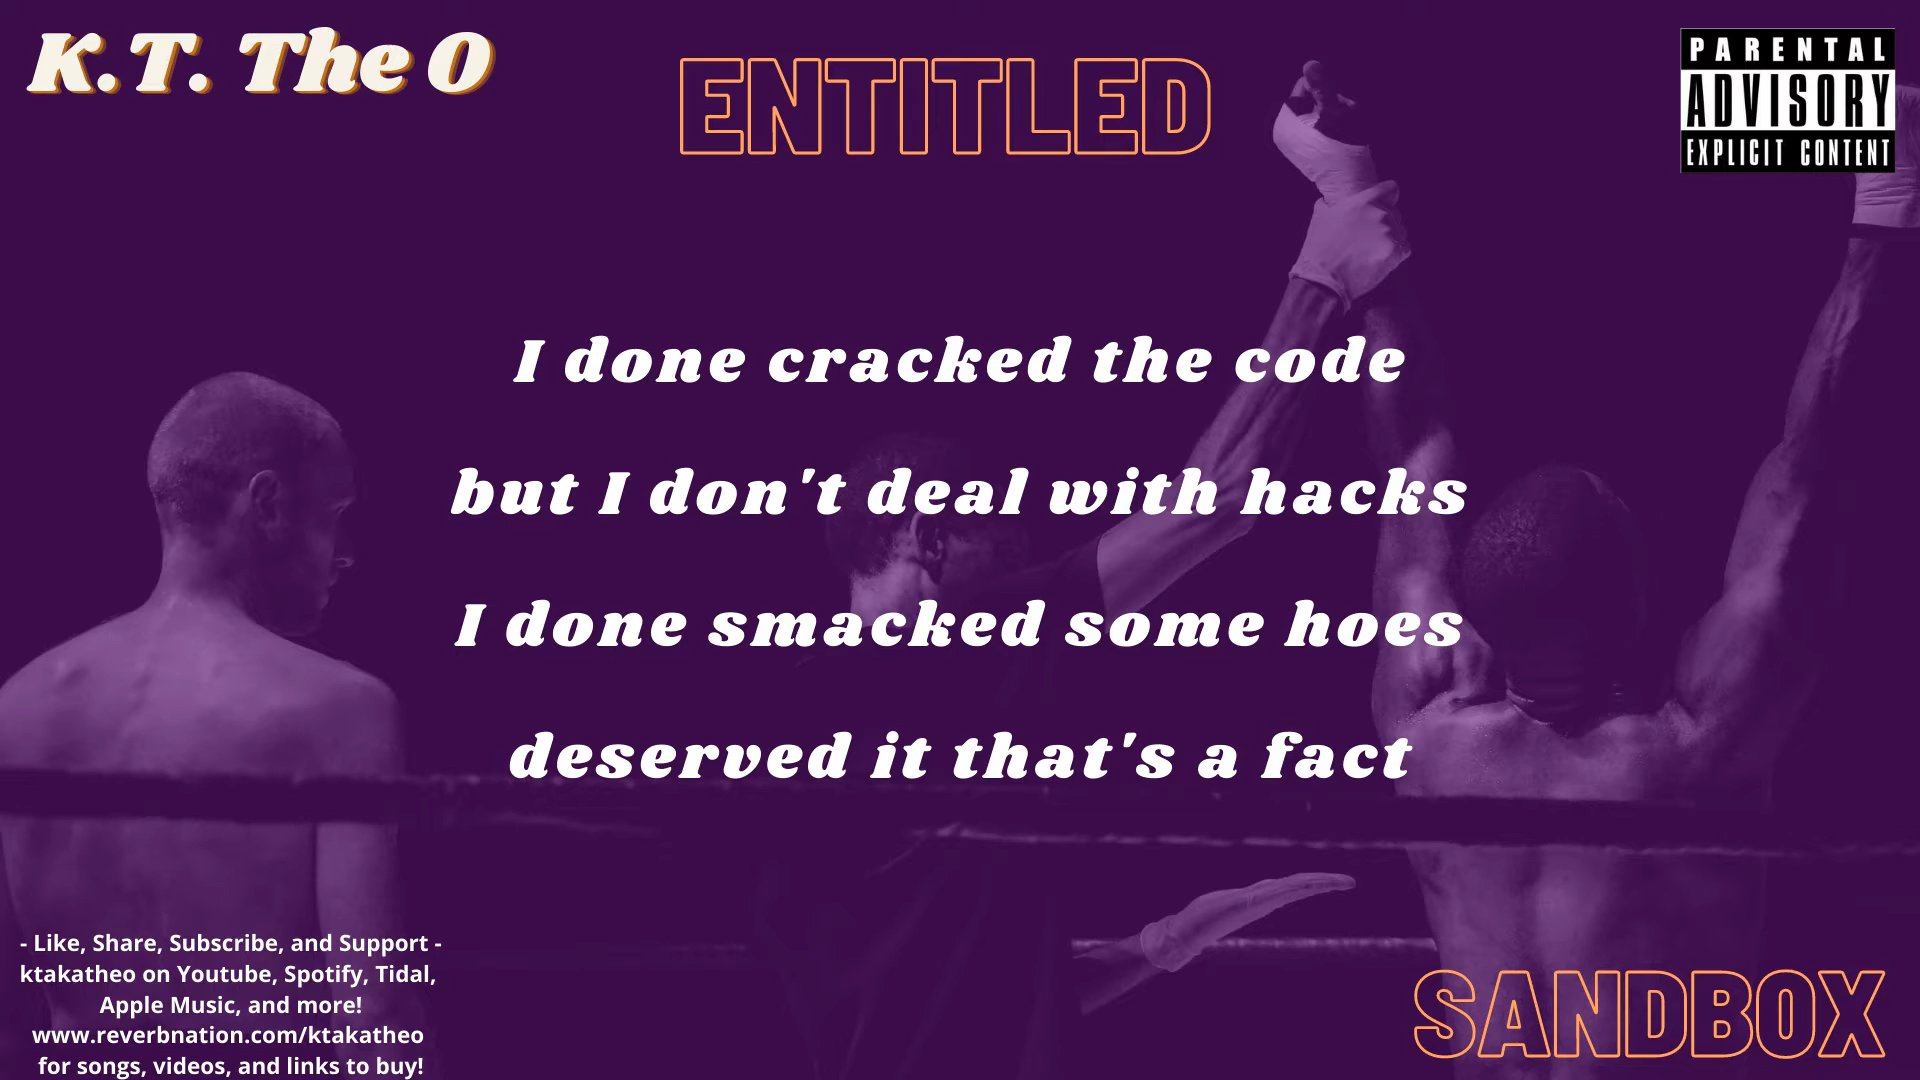 K.T. The O
ENTITLED
PARENTAL
ADVISORY
EXPLICIT CONTENT
I done cracked the code
but I don't deal with hacks
I done smacked some hoes
deserved it that's a fact
- Like, Share, Subscribe, and Support -
ktakatheo on Youtube, Spotify, Tidal,
Apple Music, and more!
www.reverbnation.com/ktakatheo
for songs, videos, and links to buy!
SANDBOX